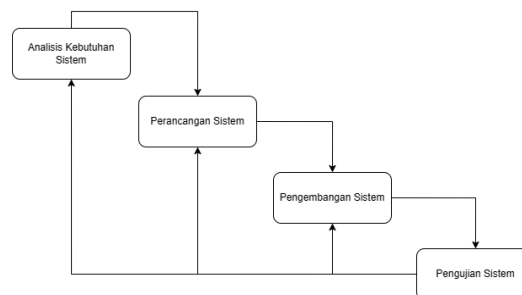 Analisis Kebutuhan
Sistem
Perancangan Sistem
Pengembangan Sistem
Pengujian Sistem